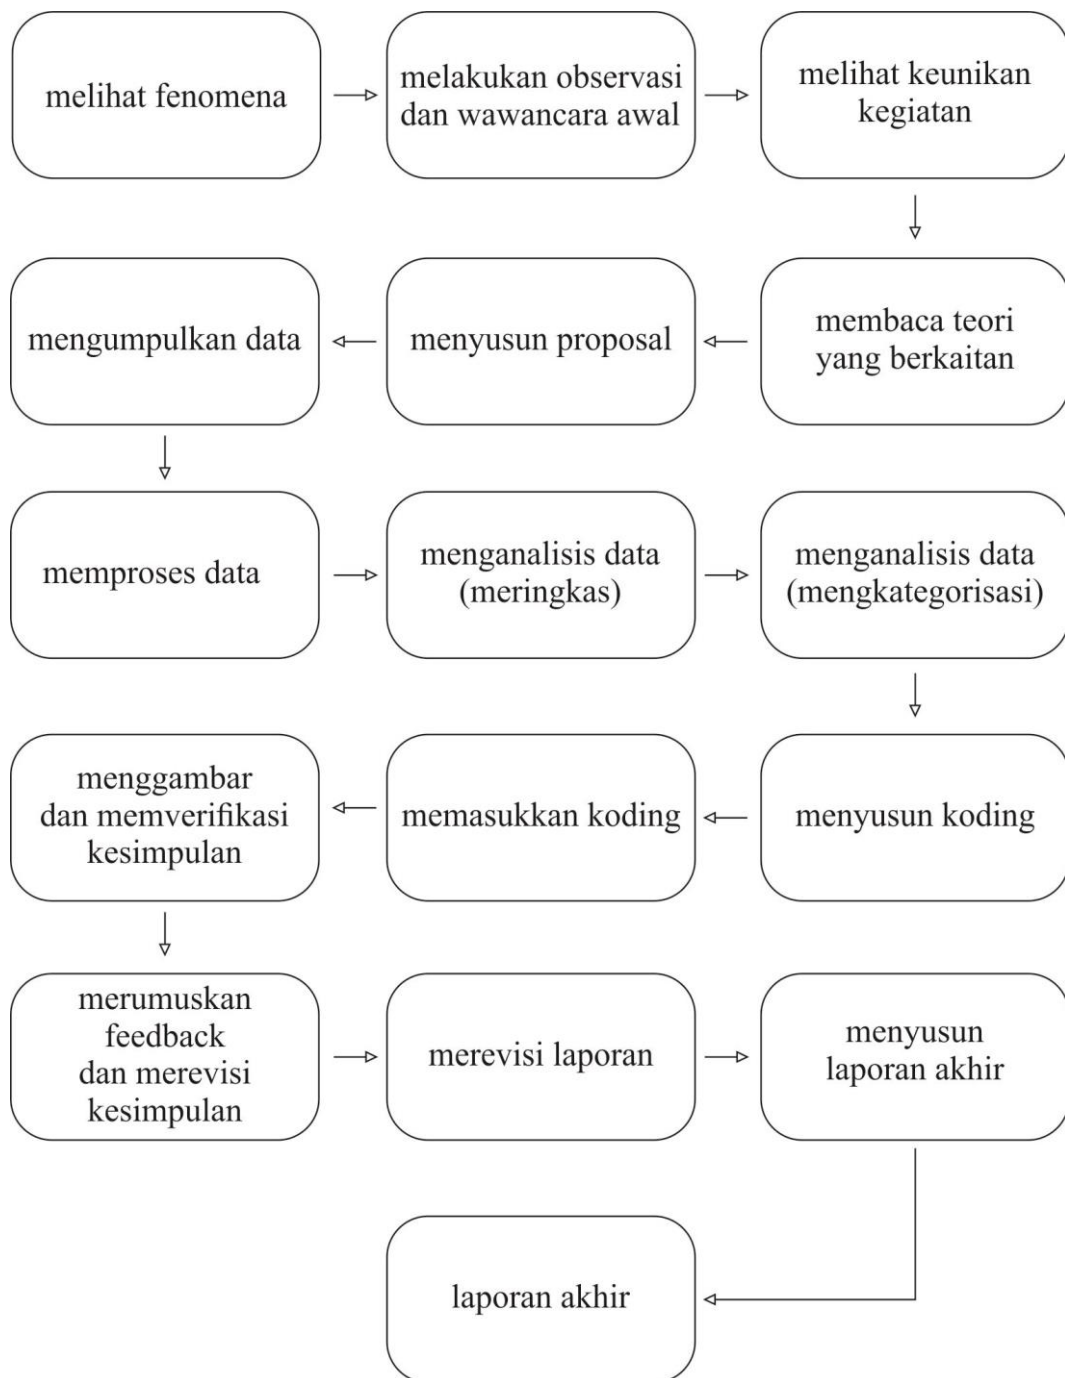 melihat fenomena
melakukan observasi
dan wawancara awal
melihat keunikan
kegiatan
membaca teori
yang berkaitan
menyusun proposal
mengumpulkan data
memproses data
menganalisis data
(meringkas)
menganalisis data
(mengkategorisasi)
menyusun koding
memasukkan koding
menggambar
dan memverifikasi
kesimpulan
merumuskan
feedback
dan merevisi
kesimpulan
merevisi laporan
menyusun
laporan akhir
laporan akhir